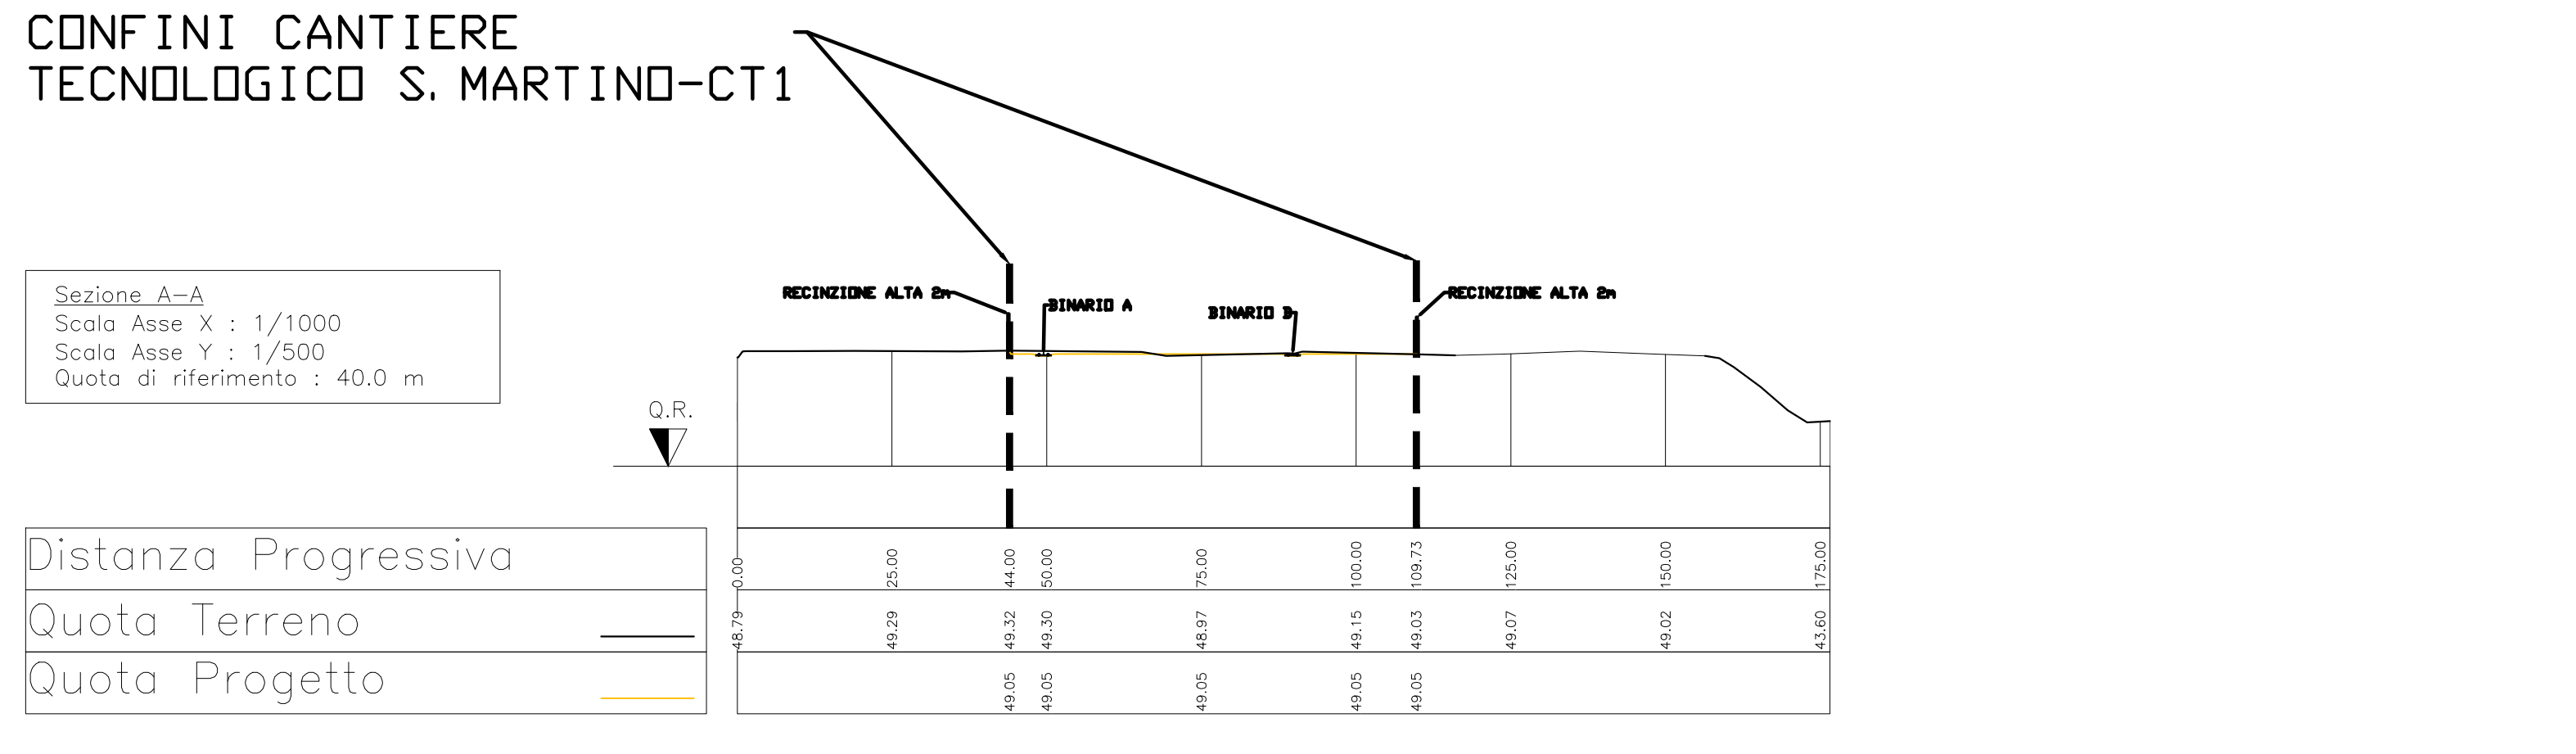 CONFINI CANTIERE
TECNOLOGICO S. MARTINO-CT1
RECINZIONE ALTA 2m
BINARIO A
BINARIO D
RECINZIONE ALTA 2m
Sezione A-A
Scala Asse X : 1/1000
Scala Asse Y : 1/500
Quota di riferimento : 40.0 m
Q.R.
Distanza Progressiva
0.00 25.00 44.00 50.00 75.00 100.00 109.73 125.00 150.00 175.00
Quota Terreno
48.79 49.29 49.32 49.30 48.97 49.15 49.03 49.07 49.02 43.60
Quota Progetto
49.05 49.05 49.05 49.05 49.05